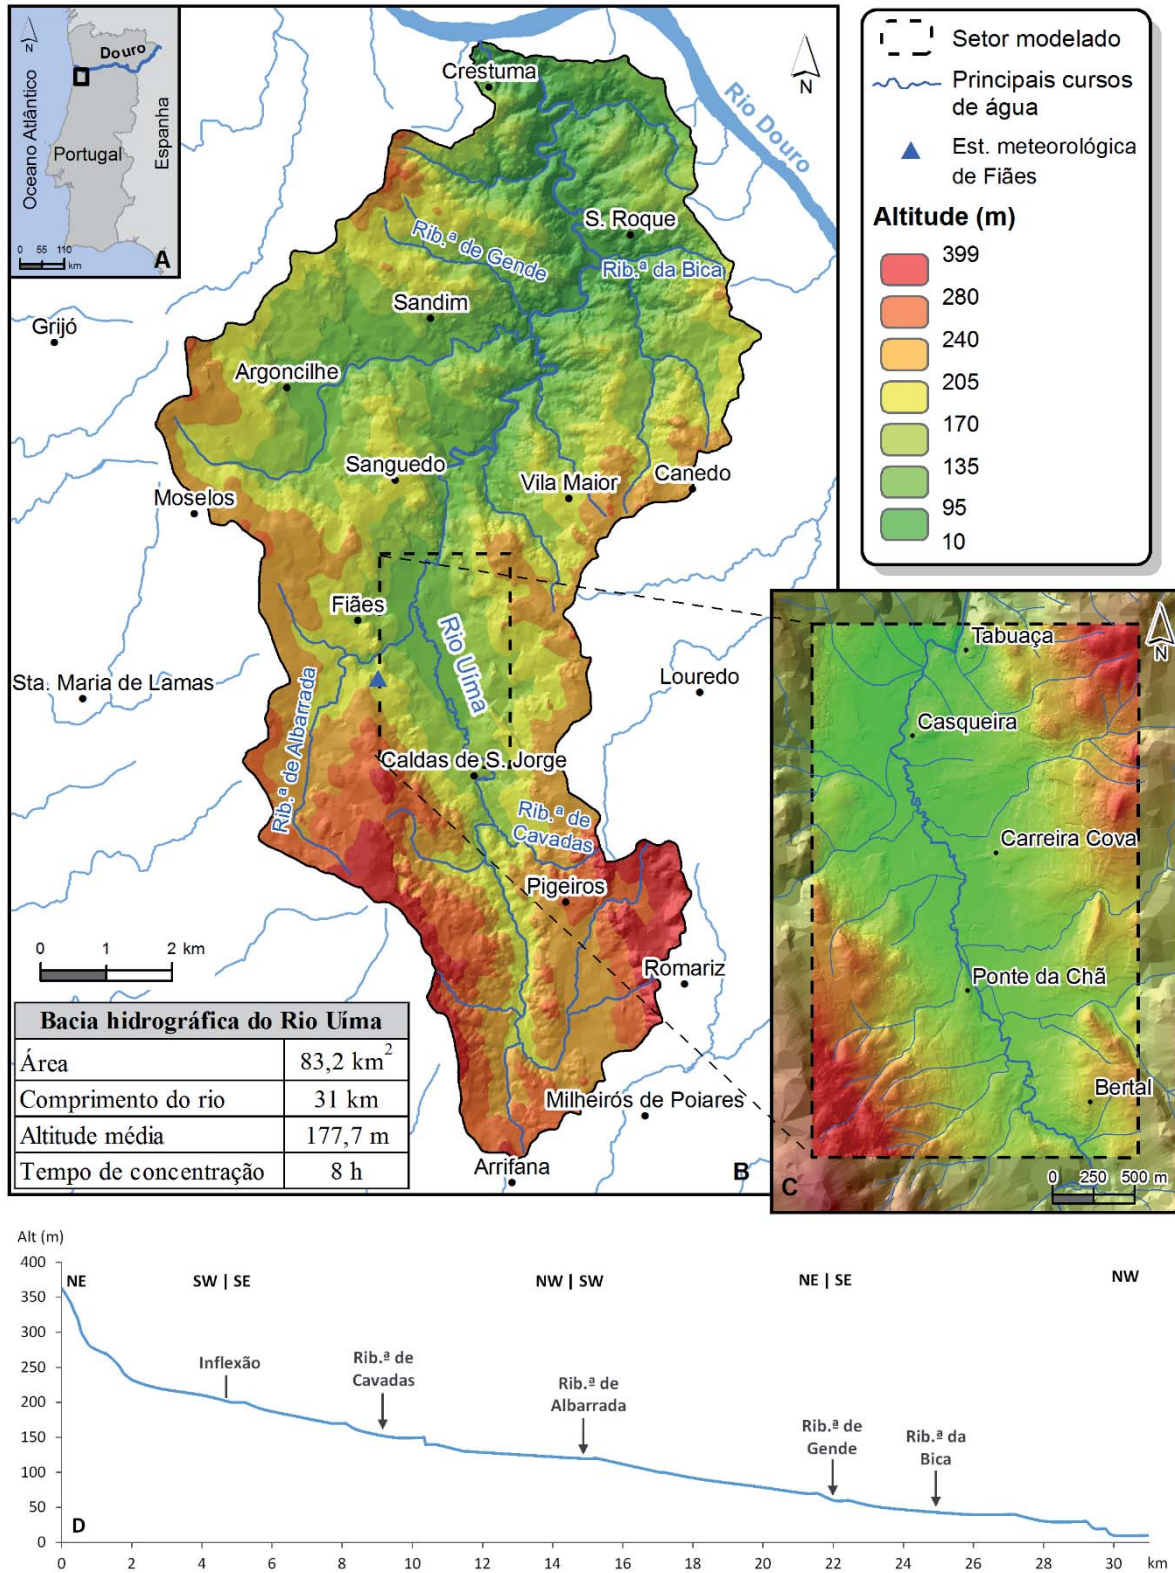 N
Douro
Oceano Atlântico
Portugal
Espanha
0 55 110
km
A
Crestuma
N
Rio Douro
S. Roque
Rib.ª de Gende
Rib.ª da Bica
Sandim
Grijó
Argoncilhe
Sanguedo
Vila Maior
Canedo
Moselos
Fiães
Rio Uíma
Sta. Maria de Lamas
Louredo
Rib.ª de Albarrada
Caldas de S. Jorge
Rib.ª de
Cavadas
Pigeiros
0 1 2 km
Romariz
Milheirós de Poiares
Arrifana
B
Bacia hidrográfica do Rio Uíma
Área 83,2 km²
Comprimento do rio 31 km
Altitude média 177,7 m
Tempo de concentração 8 h
Setor modelado
Principais cursos
de água
Est. meteorológica
de Fiães
Altitude (m)
399
280
240
205
170
135
95
10
N
Tabuaça
Casqueira
Carreira Cova
Ponte da Chã
Bertal
0 250 500 m
C
Alt (m)
400
350
300
250
200
150
100
50
0
NE
SW | SE
NW | SW
NE | SE
NW
Inflexão
Rib.ª de
Cavadas
Rib.ª de
Albarrada
Rib.ª de
Gende
Rib.ª da
Bica
D
0 2 4 6 8 10 12 14 16 18 20 22 24 26 28 30 km